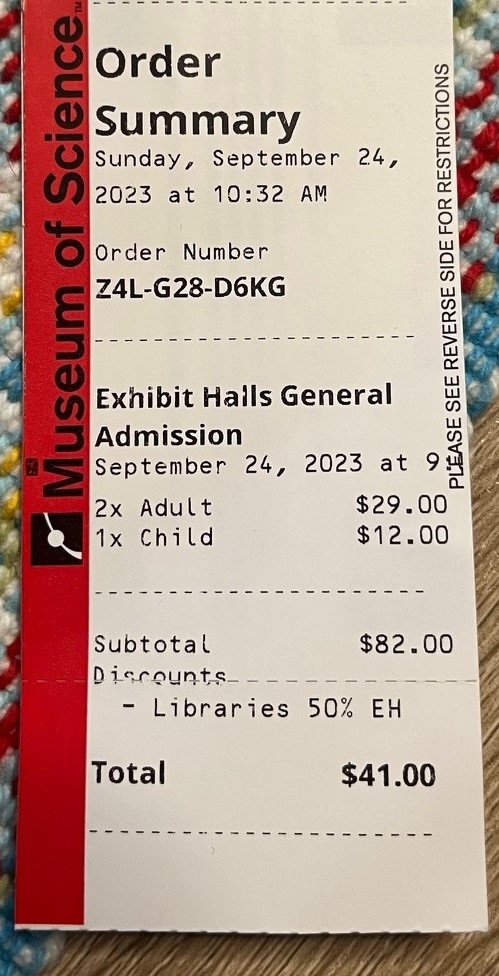 Museum of Science™
Order
Summary
Sunday, September 24,
2023 at 10:32 AM
Order Number
Z4L-G28-D6KG
Exhibit Halls General
Admission
September 24, 2023 at 9:
2x Adult $29.00
1x Child $12.00
Subtotal $82.00
Discounts
- Libraries 50% EH
Total $41.00
PLEASE SEE REVERSE SIDE FOR RESTRICTIONS